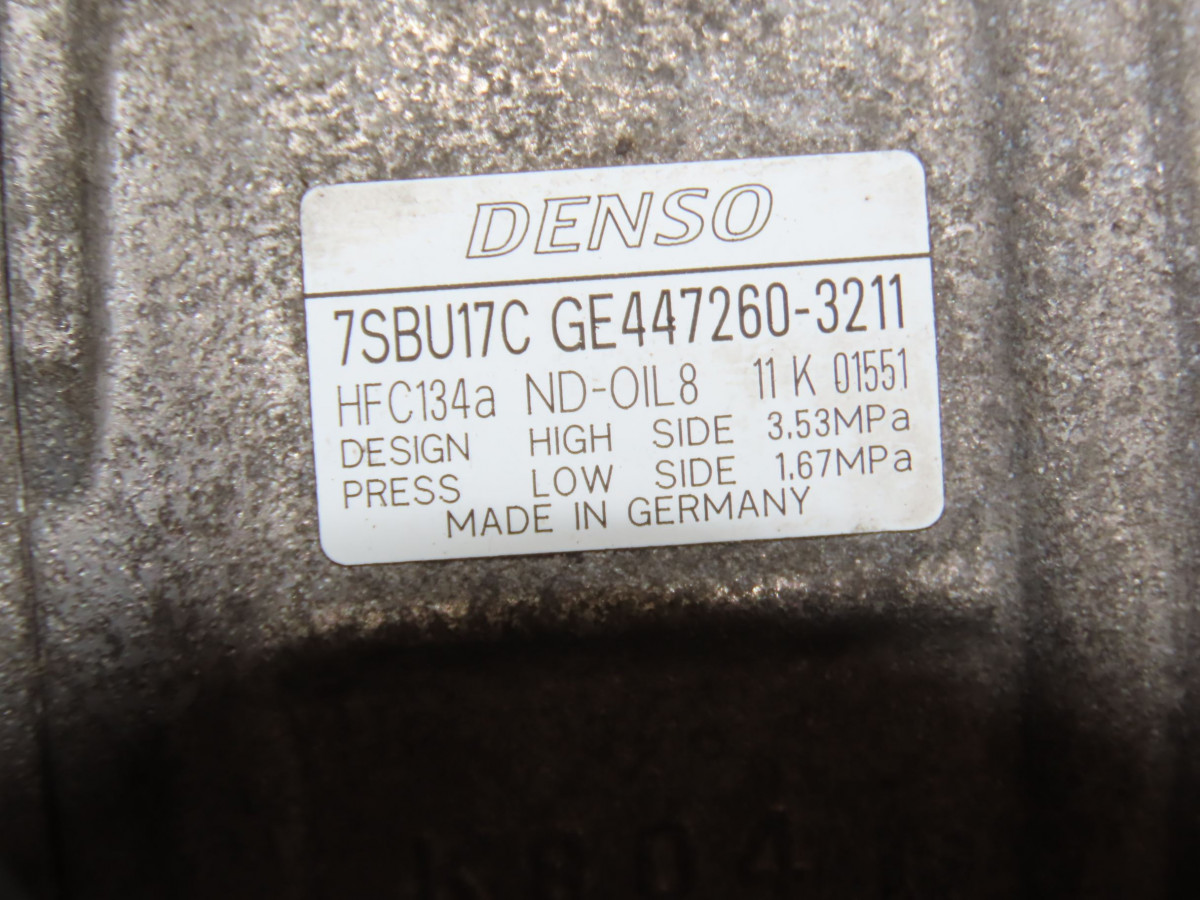 DENSO
7SBU17C GE447260-3211
HFC134a ND-OIL8 11 K 01551
DESIGN HIGH SIDE 3.53MPa
PRESS LOW SIDE 1.67MPa
MADE IN GERMANY